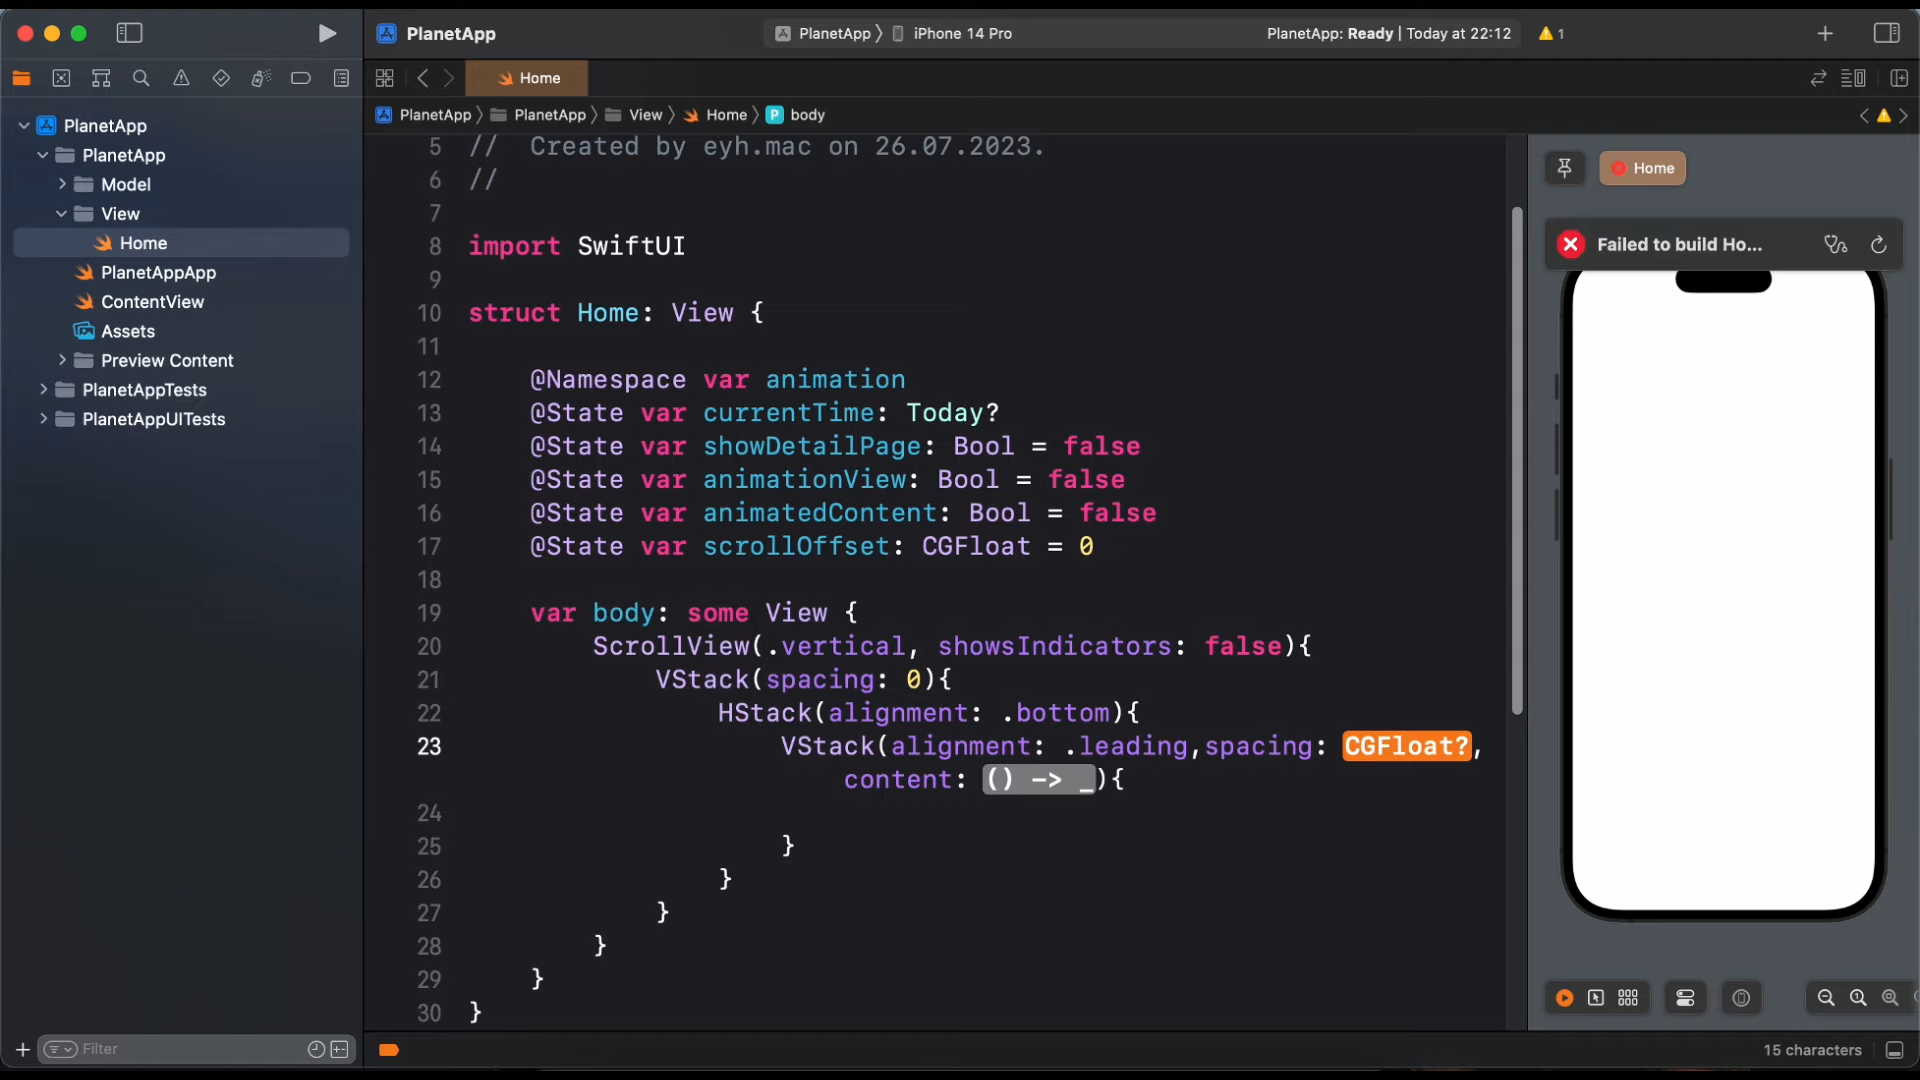 PlanetApp
PlanetApp 〉 iPhone 14 Pro
PlanetApp: Ready | Today at 22:12
1
Home
PlanetApp 〉 PlanetApp 〉 View 〉 Home 〉 P body
PlanetApp
PlanetApp
Model
View
Home
PlanetAppApp
ContentView
Assets
Preview Content
PlanetAppTests
PlanetAppUITests
5 //  Created by eyh.mac on 26.07.2023.
6 //
7
8 import SwiftUI
9
10 struct Home: View {
11
12 @Namespace var animation
13 @State var currentTime: Today?
14 @State var showDetailPage: Bool = false
15 @State var animationView: Bool = false
16 @State var animatedContent: Bool = false
17 @State var scrollOffset: CGFloat = 0
18
19 var body: some View {
20 ScrollView(.vertical, showsIndicators: false){
21 VStack(spacing: 0){
22 HStack(alignment: .bottom){
23 VStack(alignment: .leading,spacing: CGFloat?,
content: () -> _){
24
25 }
26 }
27 }
28 }
29 }
30 }
Home
Failed to build Ho...
Filter
15 characters